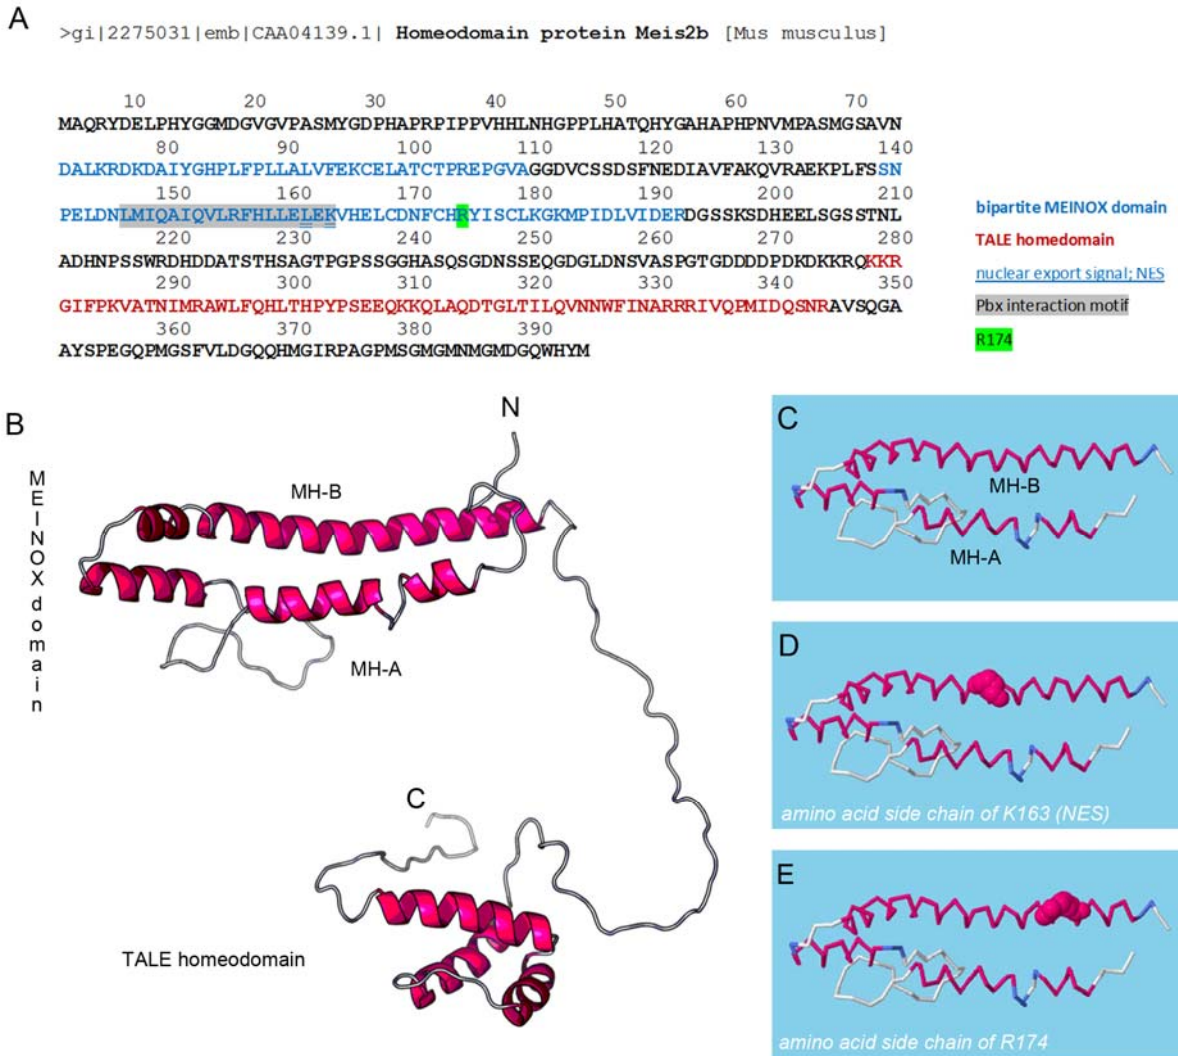 A
>gi|2275031|emb|CAA04139.1| Homeodomain protein Meis2b [Mus musculus]
10 20 30 40 50 60 70
MAQRYDELPHYGGMDGVGVPASMYGDPHAPRPIPPVHHLNHGPPLHATQHYGAHAPHPNVMPASMGSAVN
80 90 100 110 120 130 140
DALKRDKDAIYGHPLFPLLALVFEKCELATCTPREPGVAGGDVCSSDSFNEDIAVFAKQVRAEKPLFSSN
150 160 170 180 190 200 210
PELDNLMIQAIQVLRFHLLELEKVHELCDNFCHRYISCLKGKMPIDLVIDERDGSSKSDHEELSGSSTNL
220 230 240 250 260 270 280
ADHNPSSWRDHDDATSTHSAGTPGPSSGGHASQSGDNSSEQGDGLDNSVASPGTGDDDDPDKDKKRQKKR
290 300 310 320 330 340 350
GIFPKVATNIMRAWLFQHLTHPYPSEEQKKQLAQDTGLTILQVNNWFINARRRIVQPMIDQSNRAVSQGA
360 370 380 390
AYSPEGQPMGSFVLDGQQHMGIRPAGPMSGMGMNMGMDGQWHYM
bipartite MEINOX domain
TALE homedomain
nuclear export signal; NES
Pbx interaction motif
R174
B
MEINOX domain
N
MH-B
MH-A
C
TALE homeodomain
C
MH-B
MH-A
D
amino acid side chain of K163 (NES)
E
amino acid side chain of R174